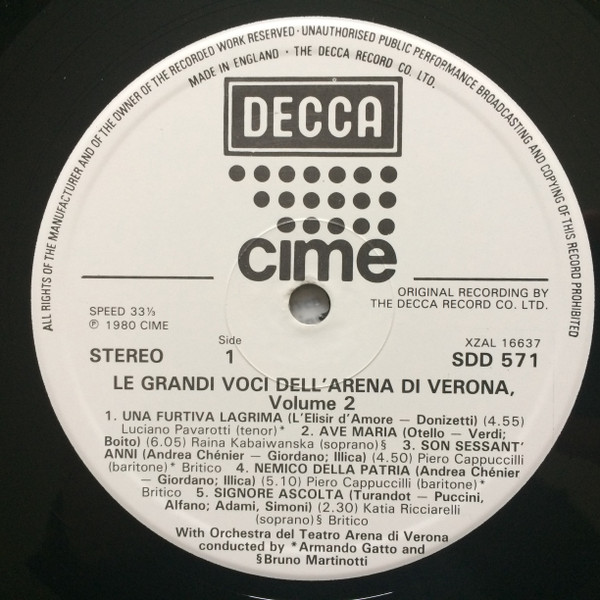 ALL RIGHTS OF THE MANUFACTURER AND OF THE OWNER OF THE RECORDED WORK RESERVED · UNAUTHORISED PUBLIC PERFORMANCE BROADCASTING AND COPYING OF THIS RECORD PROHIBITED
MADE IN ENGLAND · THE DECCA RECORD CO. LTD.
DECCA
cime
ORIGINAL RECORDING BY
THE DECCA RECORD CO. LTD.
SPEED 33⅓
℗ 1980 CIME
STEREO
Side
1
XZAL 16637
SDD 571
LE GRANDI VOCI DELL'ARENA DI VERONA,
Volume 2
1. UNA FURTIVA LAGRIMA (L'Elisir d'Amore — Donizetti) (4.55)
Luciano Pavarotti (tenor)* 2. AVE MARIA (Otello — Verdi;
Boito) (6.05) Raina Kabaiwanska (soprano)§ 3. SON SESSANT'
ANNI (Andrea Chénier — Giordano; Illica) (4.50) Piero Cappuccilli
(baritone)* Britico 4. NEMICO DELLA PATRIA (Andrea Chénier
— Giordano; Illica) (5.10) Piero Cappuccilli (baritone)*
Britico 5. SIGNORE ASCOLTA (Turandot — Puccini,
Alfano; Adami, Simoni) (2.30) Katia Ricciarelli
(soprano)§ Britico
With Orchestra del Teatro Arena di Verona
conducted by *Armando Gatto and
§Bruno Martinotti